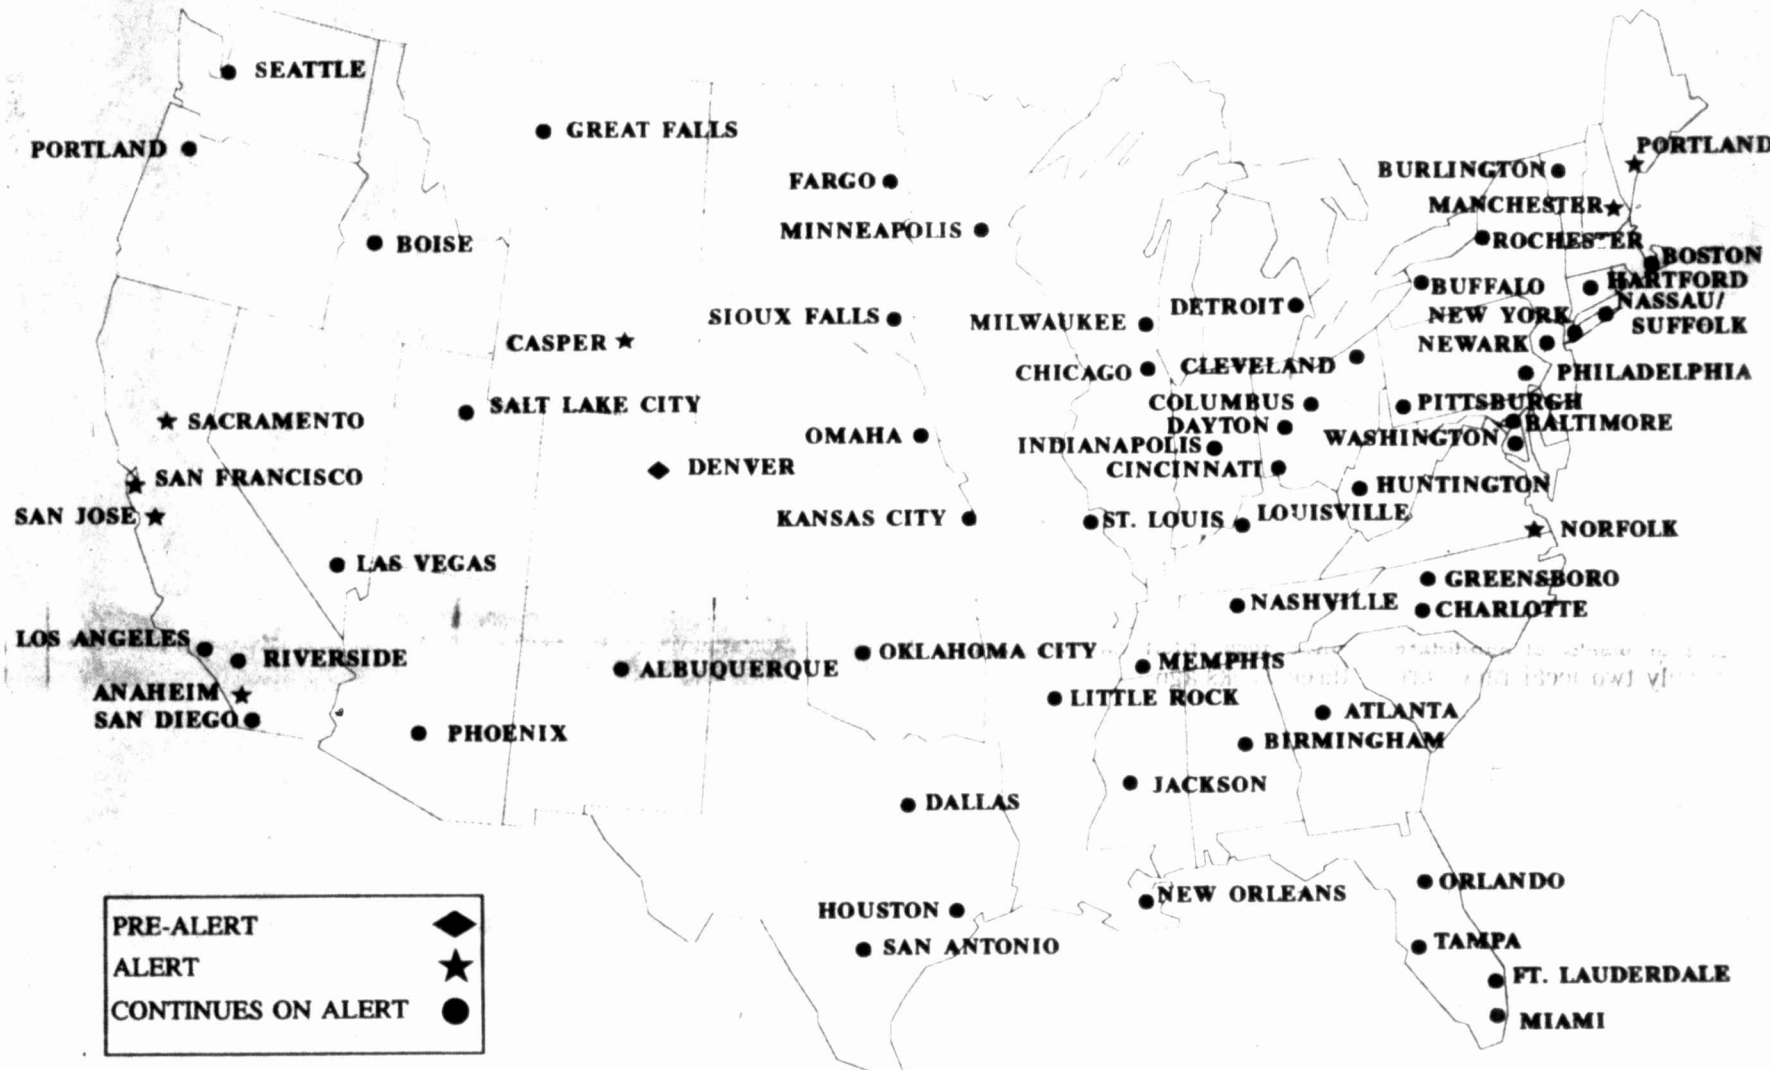 SEATTLE
PORTLAND
GREAT FALLS
BOISE
FARGO
MINNEAPOLIS
SIOUX FALLS
CASPER
SALT LAKE CITY
SACRAMENTO
SAN FRANCISCO
SAN JOSE
DENVER
OMAHA
KANSAS CITY
LAS VEGAS
LOS ANGELES
RIVERSIDE
ANAHEIM
SAN DIEGO
PHOENIX
ALBUQUERQUE
OKLAHOMA CITY
DALLAS
HOUSTON
SAN ANTONIO
MILWAUKEE
CHICAGO
DETROIT
CLEVELAND
COLUMBUS
DAYTON
INDIANAPOLIS
CINCINNATI
ST. LOUIS
LOUISVILLE
NASHVILLE
MEMPHIS
LITTLE ROCK
ATLANTA
BIRMINGHAM
JACKSON
NEW ORLEANS
PORTLAND
BURLINGTON
MANCHESTER
ROCHESTER
BOSTON
BUFFALO
HARTFORD
NASSAU/
SUFFOLK
NEW YORK
NEWARK
PHILADELPHIA
PITTSBURGH
BALTIMORE
WASHINGTON
HUNTINGTON
NORFOLK
GREENSBORO
CHARLOTTE
ORLANDO
TAMPA
FT. LAUDERDALE
MIAMI
PRE-ALERT
ALERT
CONTINUES ON ALERT